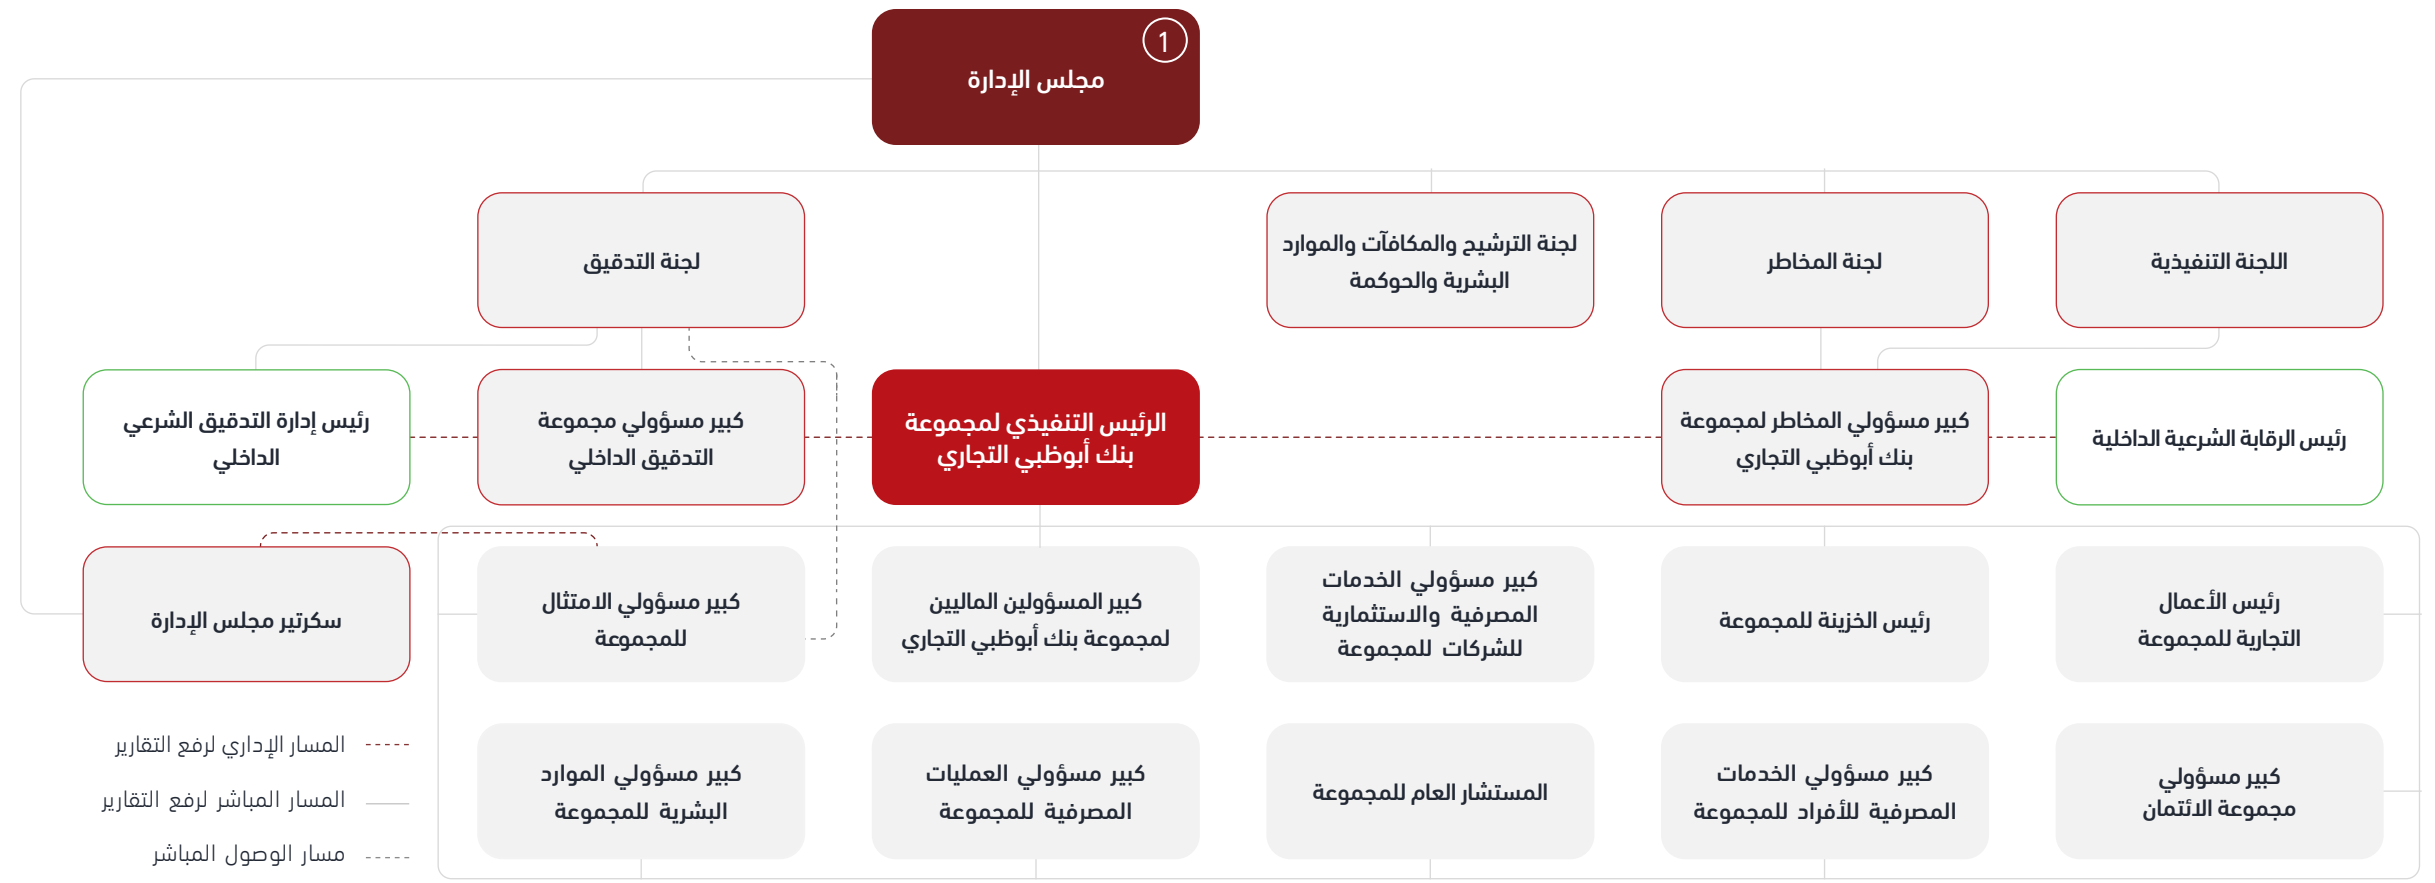 1
مجلس الإدارة
اللجنة التنفيذية
لجنة المخاطر
لجنة الترشيح والمكافآت والموارد
البشرية والحوكمة
لجنة التدقيق
رئيس الرقابة الشرعية الداخلية
كبير مسؤولي المخاطر لمجموعة
بنك أبوظبي التجاري
الرئيس التنفيذي لمجموعة
بنك أبوظبي التجاري
كبير مسؤولي مجموعة
التدقيق الداخلي
رئيس إدارة التدقيق الشرعي
الداخلي
رئيس الأعمال
التجارية للمجموعة
رئيس الخزينة للمجموعة
كبير مسؤولي الخدمات
المصرفية والاستثمارية
للشركات للمجموعة
كبير المسؤولين الماليين
لمجموعة بنك أبوظبي التجاري
كبير مسؤولي الامتثال
للمجموعة
سكرتير مجلس الإدارة
كبير مسؤولي
مجموعة الائتمان
كبير مسؤولي الخدمات
المصرفية للأفراد للمجموعة
المستشار العام للمجموعة
كبير مسؤولي العمليات
المصرفية للمجموعة
كبير مسؤولي الموارد
البشرية للمجموعة
المسار الإداري لرفع التقارير
المسار المباشر لرفع التقارير
مسار الوصول المباشر